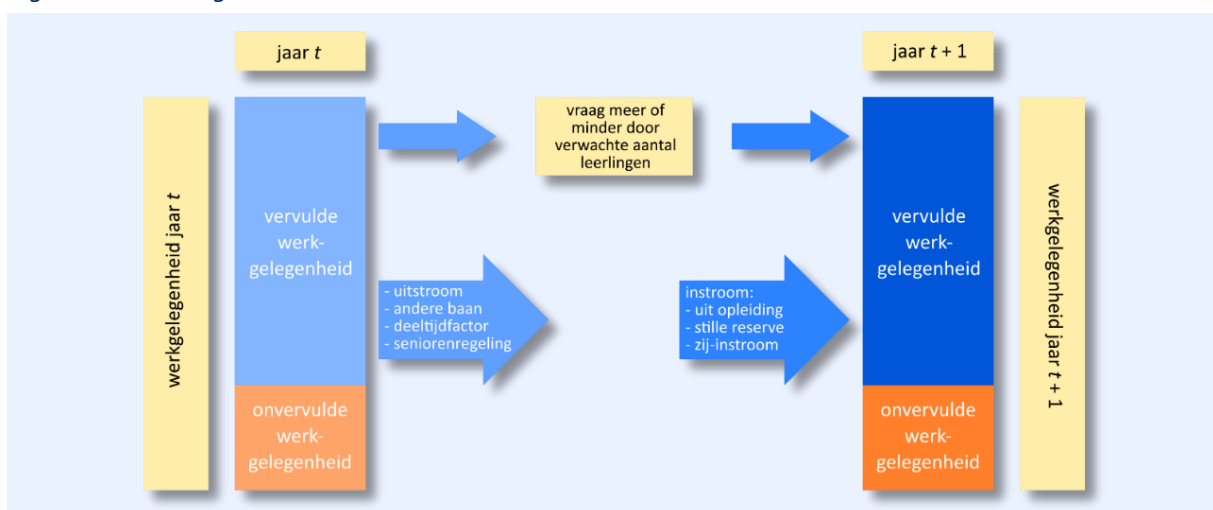 jaar t
jaar t + 1
werkgelegenheid jaar t
vervulde
werk-
gelegenheid
onvervulde
werk-
gelegenheid
vraag meer of
minder door
verwachte aantal
leerlingen
- uitstroom
- andere baan
- deeltijdfactor
- seniorenregeling
instroom:
- uit opleiding
- stille reserve
- zij-instroom
vervulde
werk-
gelegenheid
onvervulde
werk-
gelegenheid
werkgelegenheid jaar t + 1